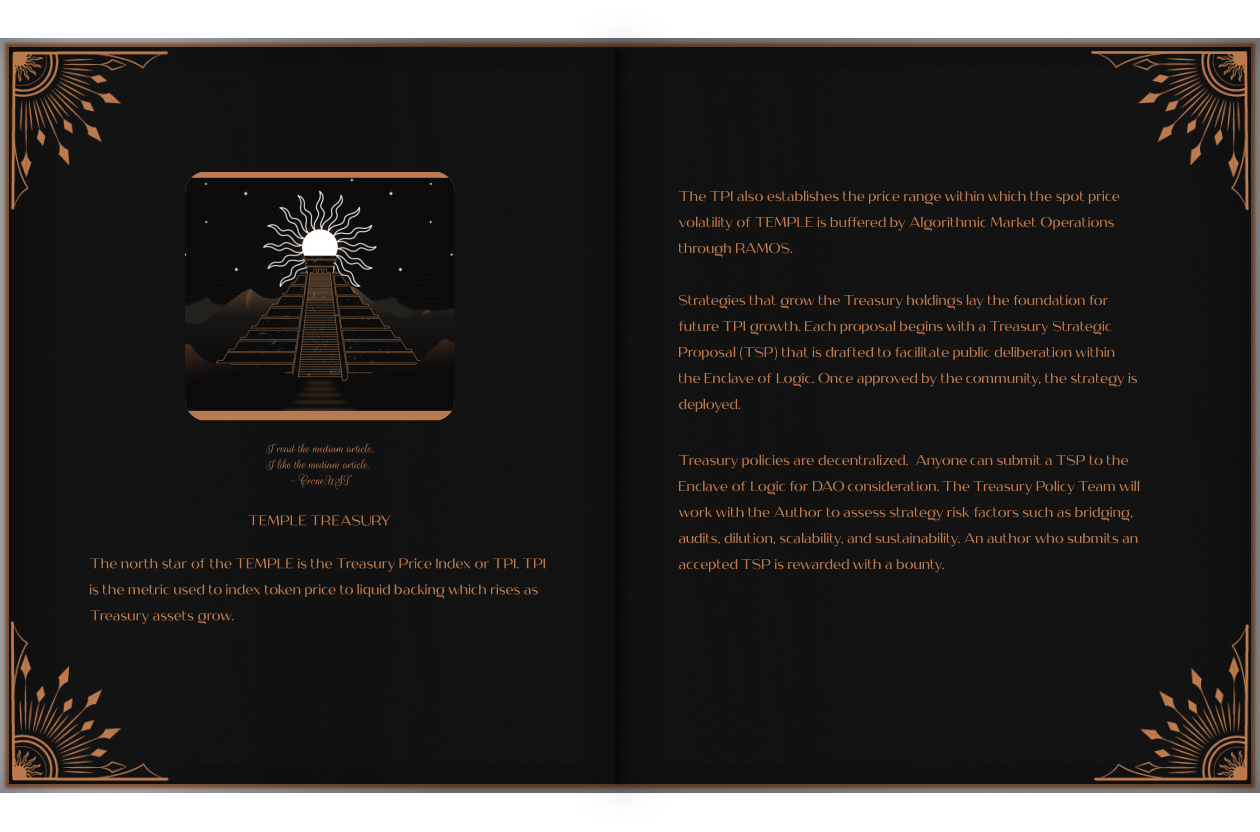 I read the medium article.
I like the medium article.
- Crone.UST
TEMPLE TREASURY
The north star of the TEMPLE is the Treasury Price Index or TPI. TPI
is the metric used to index token price to liquid backing which rises as
Treasury assets grow.
The TPI also establishes the price range within which the spot price
volatility of TEMPLE is buffered by Algorithmic Market Operations
through RAMOS.
Strategies that grow the Treasury holdings lay the foundation for
future TPI growth. Each proposal begins with a Treasury Strategic
Proposal (TSP) that is drafted to facilitate public deliberation within
the Enclave of Logic. Once approved by the community, the strategy is
deployed.
Treasury policies are decentralized. Anyone can submit a TSP to the
Enclave of Logic for DAO consideration. The Treasury Policy Team will
work with the Author to assess strategy risk factors such as bridging,
audits, dilution, scalability, and sustainability. An author who submits an
accepted TSP is rewarded with a bounty.